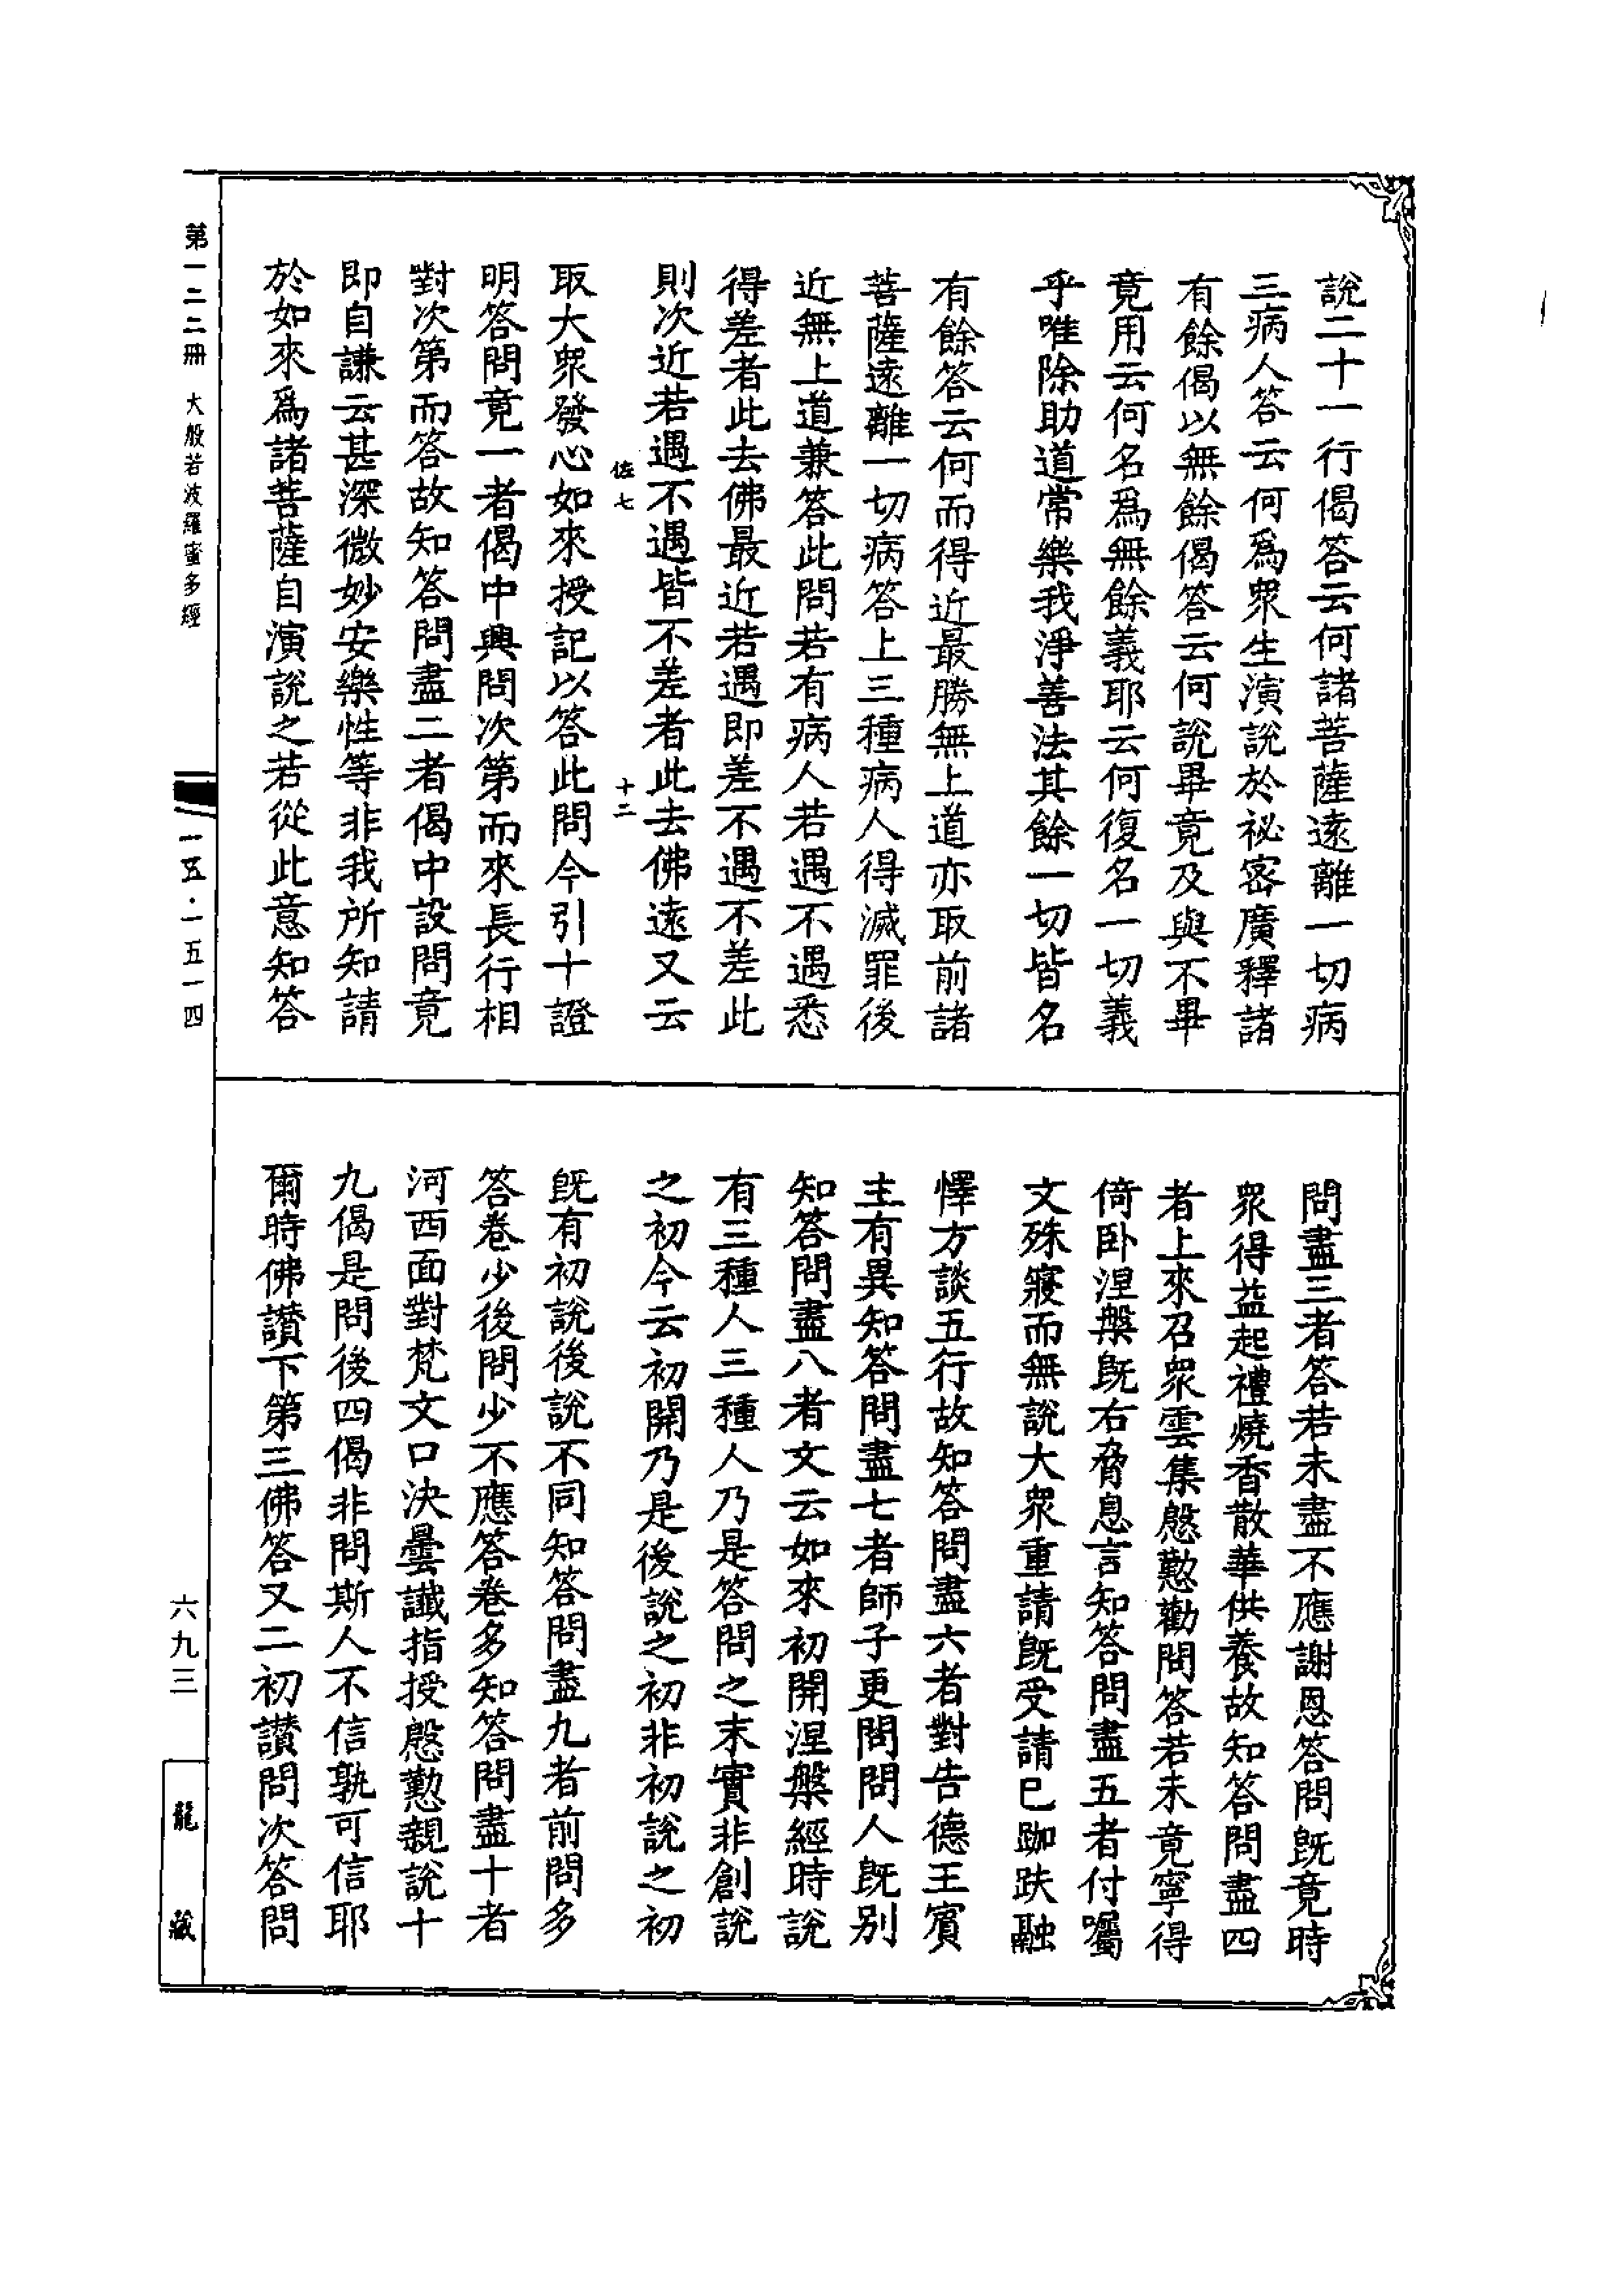 說二十一行偈答云何諸菩薩遠離一切病
三病人答云何爲衆生演說於祕密廣釋諸
有餘偈以無餘偈答云何說畢竟及與不畢
竟用云何名爲無餘義耶云何復名一切義
乎唯除助道常樂我淨善法其餘一切皆名
有餘答云何而得近最勝無上道亦取前諸
菩薩遠離一切病答上三種病人得滅罪後
近無上道兼答此問若有病人若遇不遇悉
得差者此去佛最近若遇即差不遇不差此
則次近若遇不遇皆不差者此去佛遠又云
佐七 十二
取大衆發心如來授記以答此問今引十證
明答問竟一者偈中興問次第而來長行相
對次第而答故知答問盡二者偈中設問竟
即自謙云甚深微妙安樂性等非我所知請
於如來爲諸菩薩自演說之若從此意知答
問盡三者答若未盡不應謝恩答問既竟時
衆得益起禮燒香散華供養故知答問盡四
者上來召衆雲集慇懃勸問答若未竟寧得
倚卧涅槃既右脅息言知答問盡五者付囑
文殊寢而無說大衆重請既受請已跏趺融
懌方談五行故知答問盡六者對告德王賓
主有異知答問盡七者師子更問問人既別
知答問盡八者文云如來初開涅槃經時說
有三種人三種人乃是答問之末實非創說
之初今云初開乃是後說之初非初說之初
既有初說後說不同知答問盡九者前問多
答卷少後問少不應答卷多知答問盡十者
河西面對梵文口決曇讖指授慇懃親說十
九偈是問後四偈非問斯人不信孰可信耶
爾時佛讚下第三佛答又二初讚問次答問
第一二二冊 大般若波羅蜜多經 一五·一五一四 六九三
龍藏